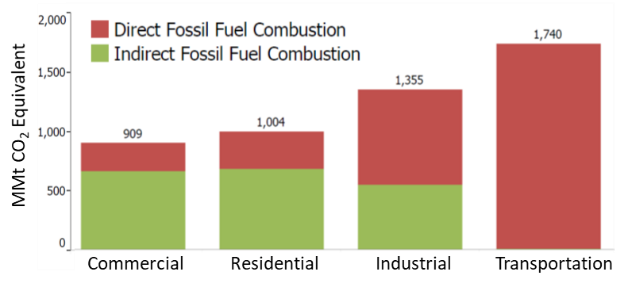 2,000
Direct Fossil Fuel Combustion
Indirect Fossil Fuel Combustion
1,740
1,500
1,355
1,000
909
1,004
500
0
MMt CO₂ Equivalent
Commercial
Residential
Industrial
Transportation